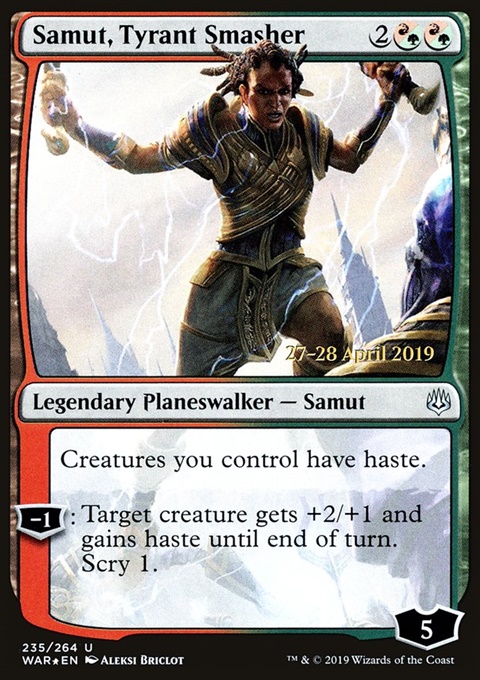 Samut, Tyrant Smasher 2
27–28 April 2019
Legendary Planeswalker — Samut
Creatures you control have haste.
-1: Target creature gets +2/+1 and
gains haste until end of turn.
Scry 1.
5
235/264 U
WAR★EN Aleksi Briclot
™ & © 2019 Wizards of the Coast